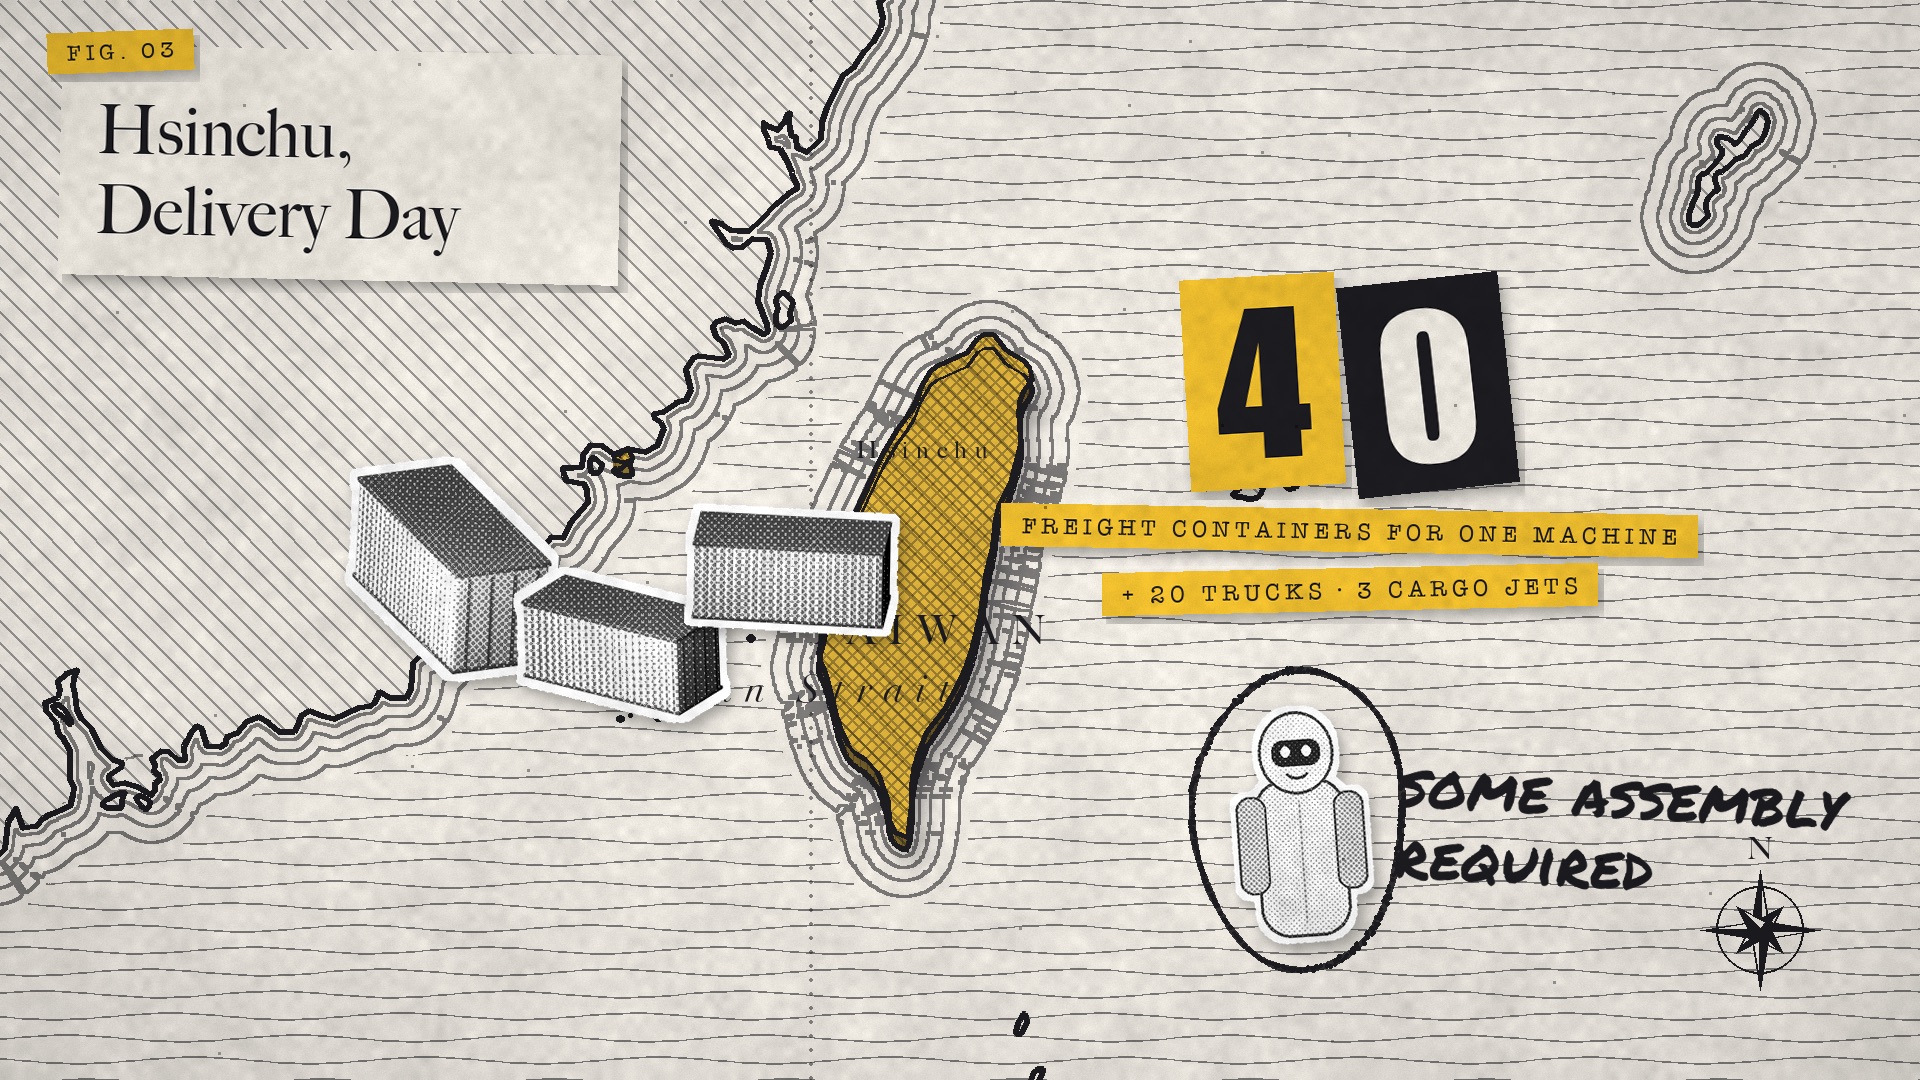 FIG. 03
Hsinchu,
Delivery Day
40
Hsinchu
FREIGHT CONTAINERS FOR ONE MACHINE
+ 20 TRUCKS · 3 CARGO JETS
Strait
SOME ASSEMBLY
REQUIRED
N